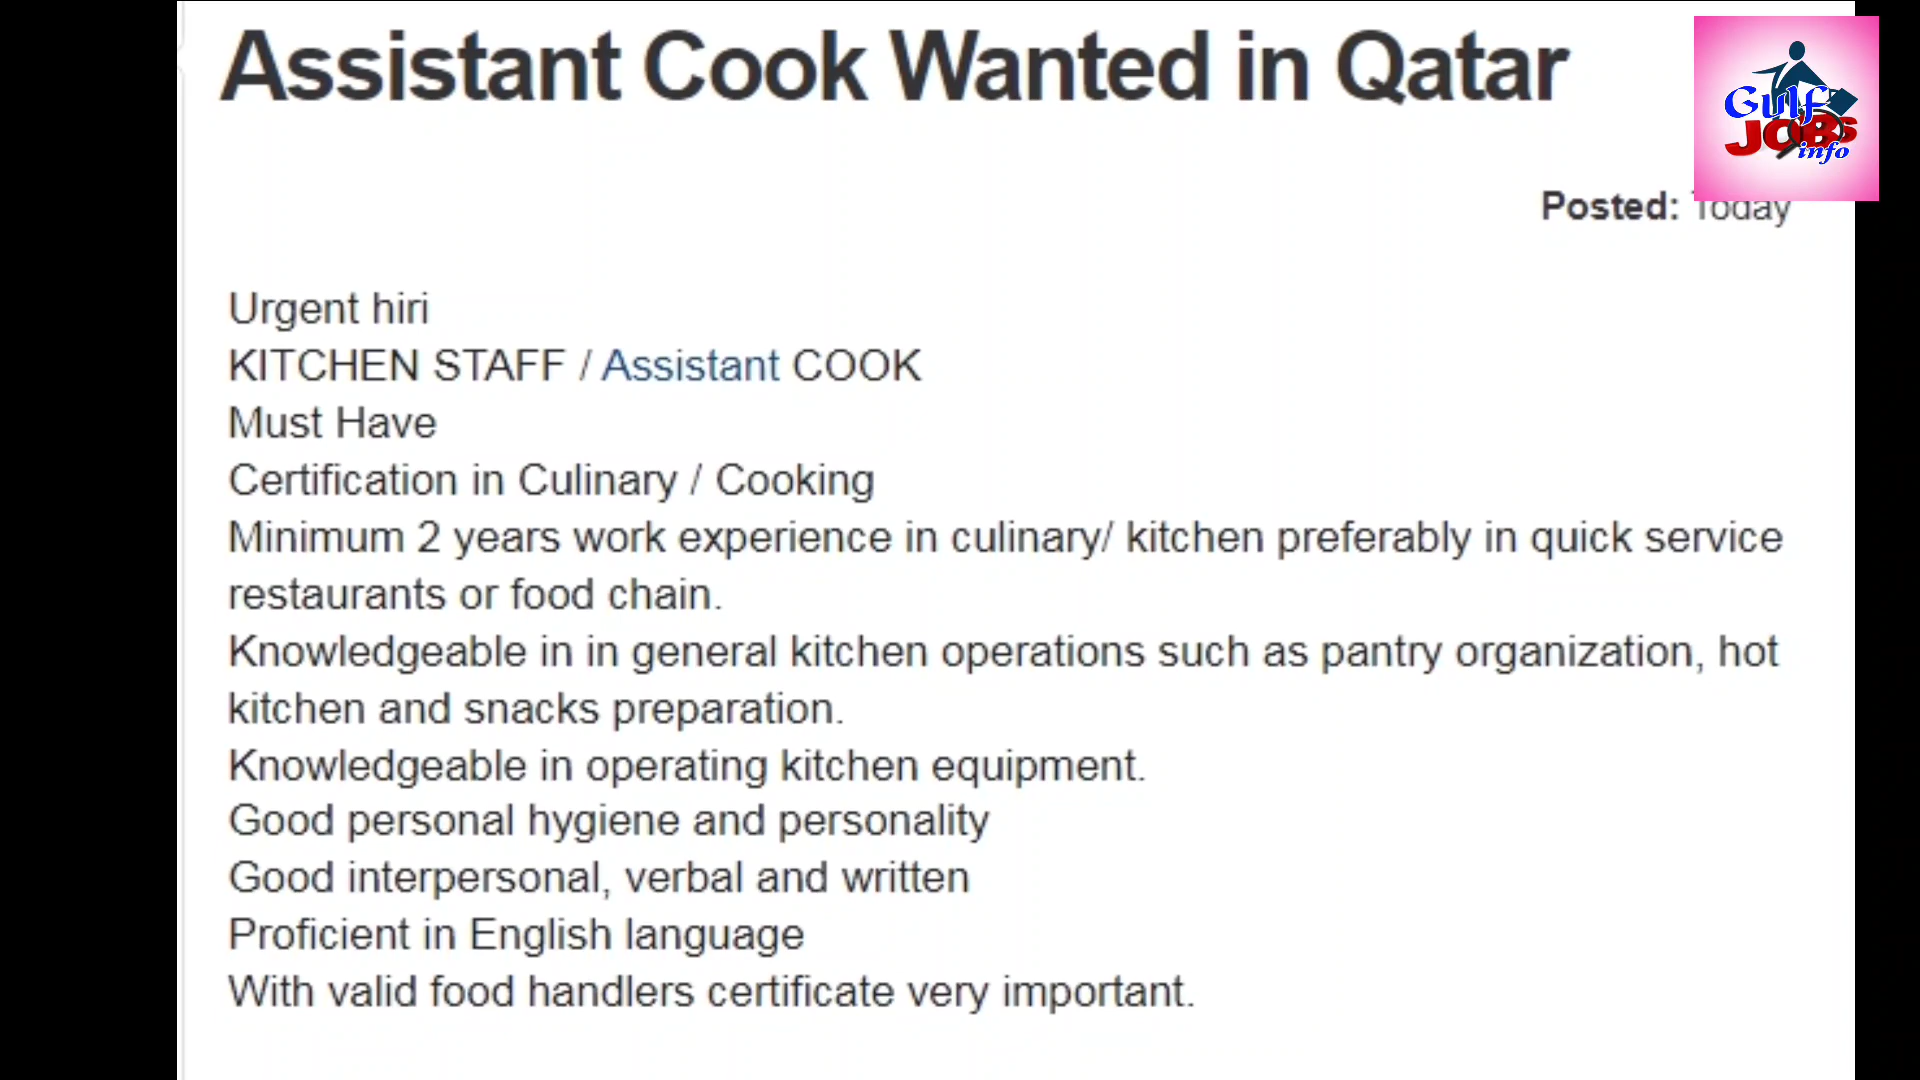 Assistant Cook Wanted in Qatar
Gulf
JOBS
info
Posted: Today
Urgent hiri
KITCHEN STAFF / Assistant COOK
Must Have
Certification in Culinary / Cooking
Minimum 2 years work experience in culinary/ kitchen preferably in quick service
restaurants or food chain.
Knowledgeable in in general kitchen operations such as pantry organization, hot
kitchen and snacks preparation.
Knowledgeable in operating kitchen equipment.
Good personal hygiene and personality
Good interpersonal, verbal and written
Proficient in English language
With valid food handlers certificate very important.